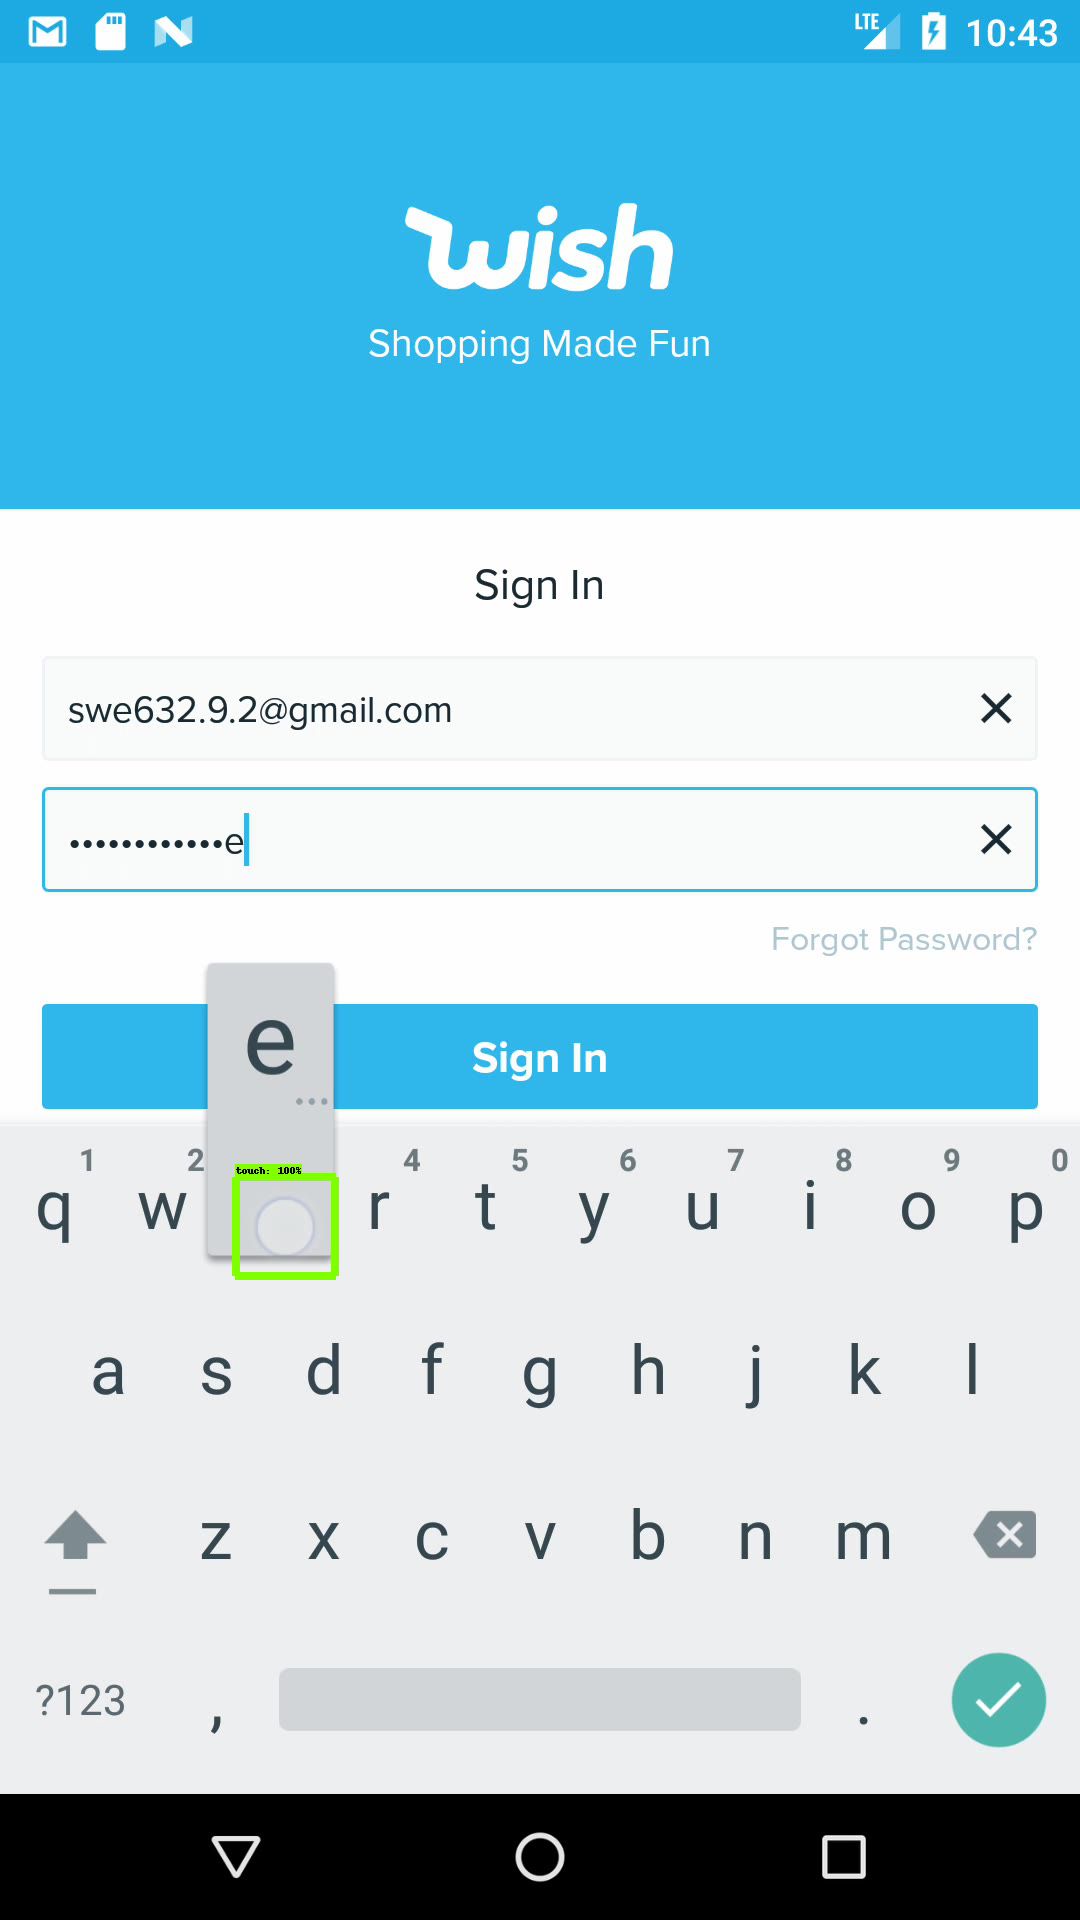 LTE 10:43
wish
Shopping Made Fun
Sign In
swe632.9.2@gmail.com
••••••••••••e
Forgot Password?
Sign In
e
...
touch: 100%
1 2 4 5 6 7 8 9 0
q w r t y u i o p
a s d f g h j k l
z x c v b n m
?123 , .